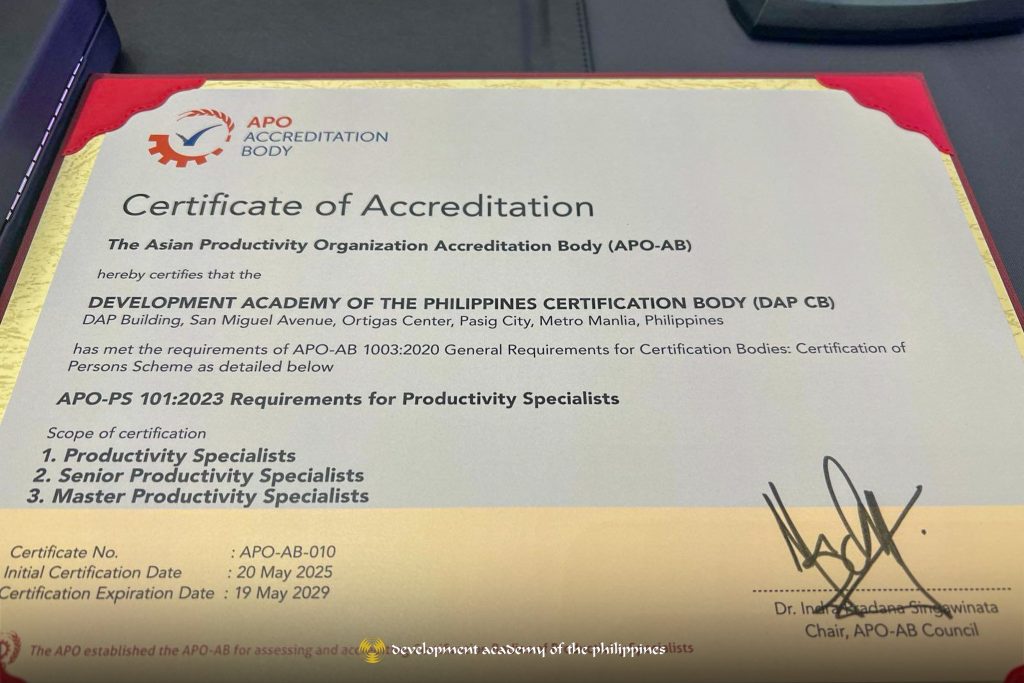 APO
ACCREDITATION
BODY
Certificate of Accreditation
The Asian Productivity Organization Accreditation Body (APO-AB)
hereby certifies that the
DEVELOPMENT ACADEMY OF THE PHILIPPINES CERTIFICATION BODY (DAP CB)
DAP Building, San Miguel Avenue, Ortigas Center, Pasig City, Metro Manlia, Philippines
has met the requirements of APO-AB 1003:2020 General Requirements for Certification Bodies: Certification of
Persons Scheme as detailed below
APO-PS 101:2023 Requirements for Productivity Specialists
Scope of certification
1. Productivity Specialists
2. Senior Productivity Specialists
3. Master Productivity Specialists
Certificate No. : APO-AB-010
Initial Certification Date : 20 May 2025
Certification Expiration Date : 19 May 2029
Dr. Indra Pradana Singawinata
Chair, APO-AB Council
The APO established the APO-AB for assessing and
development academy of the philippines